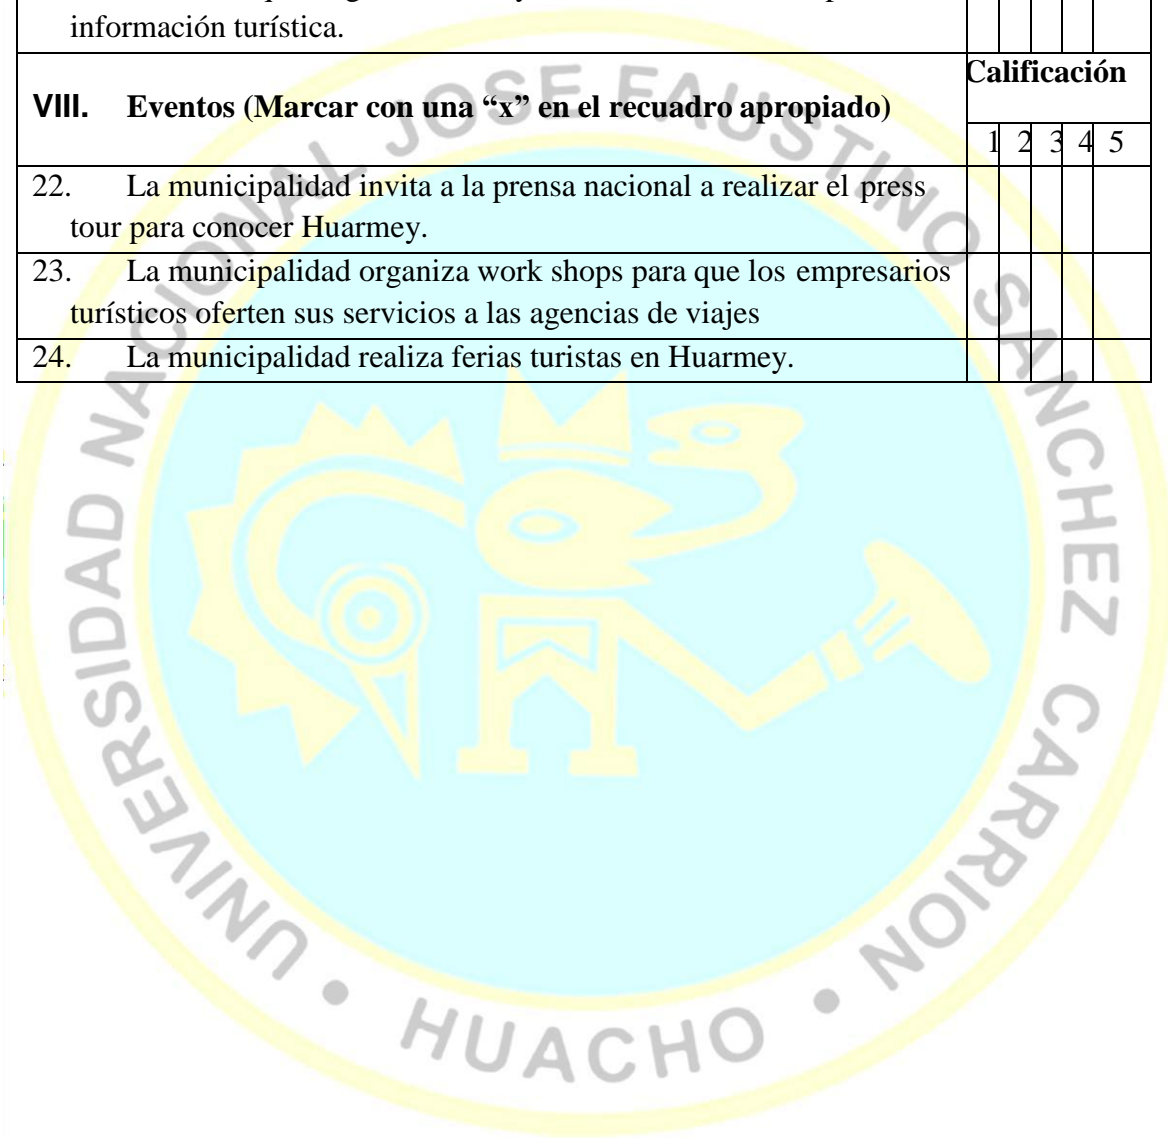 información turística.
Calificación
VIII. Eventos (Marcar con una “x” en el recuadro apropiado)
1 2 3 4 5
22. La municipalidad invita a la prensa nacional a realizar el press
tour para conocer Huarmey.
23. La municipalidad organiza work shops para que los empresarios
turísticos oferten sus servicios a las agencias de viajes
24. La municipalidad realiza ferias turistas en Huarmey.
UNIVERSIDAD NACIONAL JOSE FAUSTINO SANCHEZ CARRION • HUACHO •